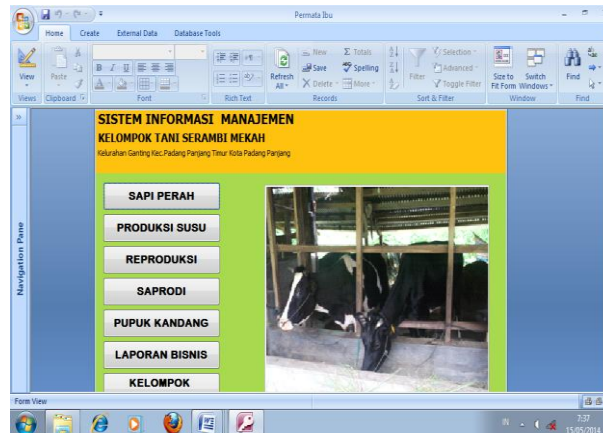 Permata Ibu
Home Create External Data Database Tools
View Paste B I U Refresh All New Save Delete Totals Spelling More Filter Selection Advanced Toggle Filter Size to Fit Form Switch Windows Find
Views Clipboard Font Rich Text Records Sort & Filter Window Find
SISTEM INFORMASI MANAJEMEN
KELOMPOK TANI SERAMBI MEKAH
Kelurahan Ganting Kec.Padang Panjang Timur Kota Padang Panjang
Navigation Pane
SAPI PERAH
PRODUKSI SUSU
REPRODUKSI
SAPRODI
PUPUK KANDANG
LAPORAN BISNIS
KELOMPOK
Form View
IN 7:37
15/05/2014